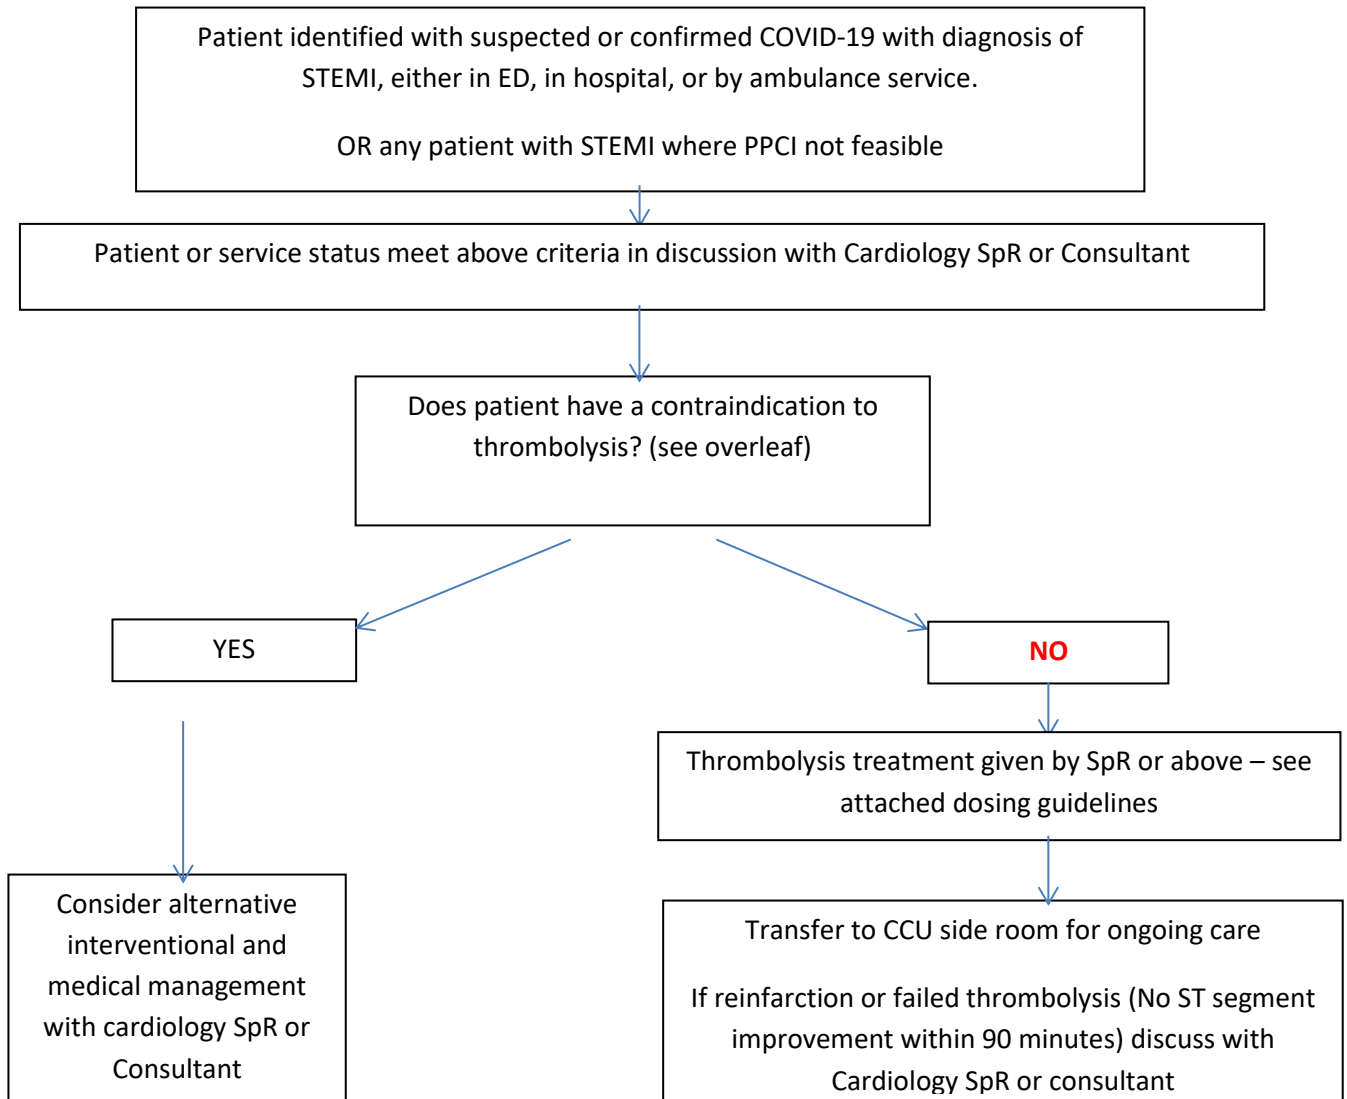 Patient identified with suspected or confirmed COVID-19 with diagnosis of
STEMI, either in ED, in hospital, or by ambulance service.
OR any patient with STEMI where PPCI not feasible
Patient or service status meet above criteria in discussion with Cardiology SpR or Consultant
Does patient have a contraindication to
thrombolysis? (see overleaf)
YES
NO
Thrombolysis treatment given by SpR or above – see
attached dosing guidelines
Consider alternative
interventional and
medical management
with cardiology SpR or
Consultant
Transfer to CCU side room for ongoing care
If reinfarction or failed thrombolysis (No ST segment
improvement within 90 minutes) discuss with
Cardiology SpR or consultant